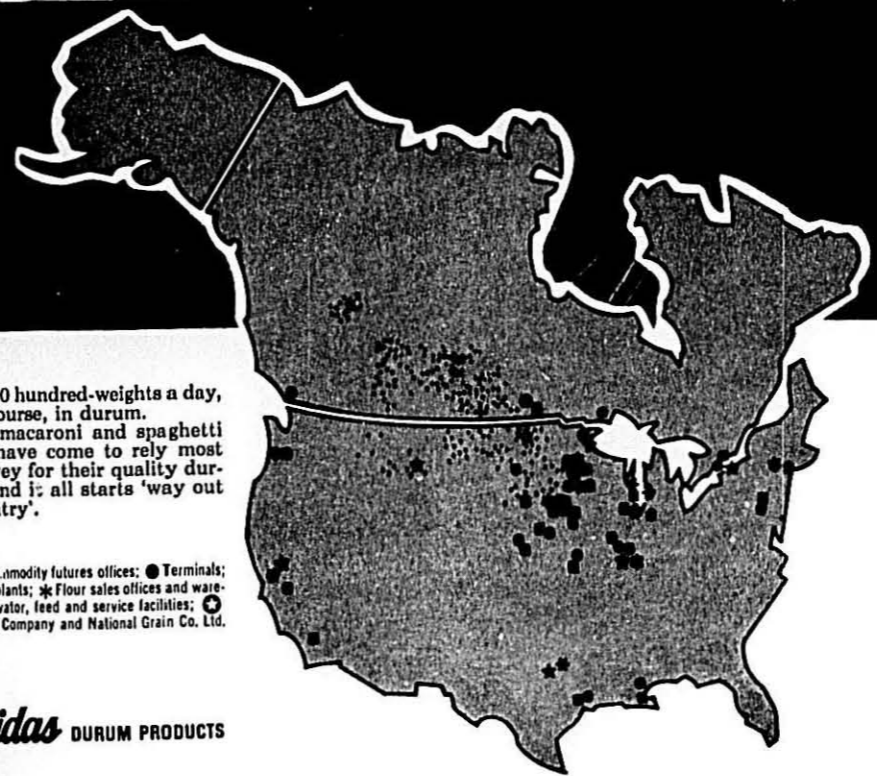 0 hundred-weights a day,
ourse, in durum.
macaroni and spaghetti
have come to rely most
ey for their quality dur-
nd it all starts 'way out
try'.
modity futures offices; ● Terminals;
lants; ✱ Flour sales offices and ware-
vator, feed and service facilities; ✪
Company and National Grain Co. Ltd.
idas DURUM PRODUCTS